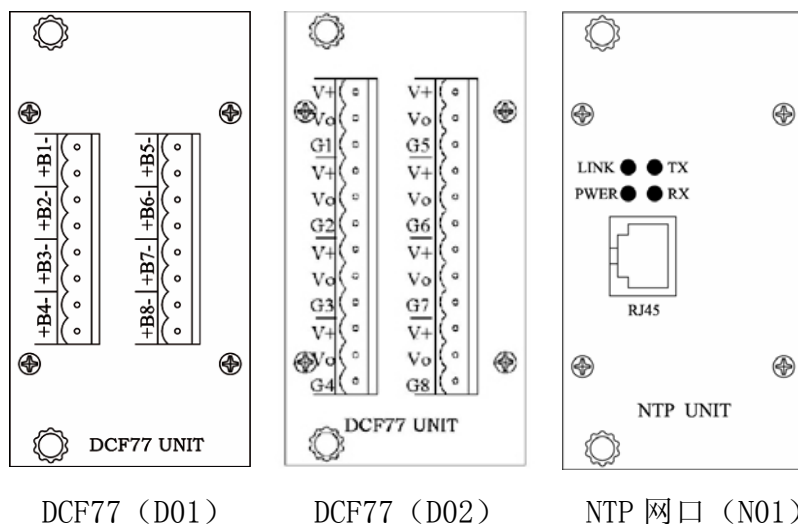 +B1-
+B2-
+B3-
+B4-
+B5-
+B6-
+B7-
+B8-
DCF77 UNIT
V+
Vo
G1
V+
Vo
G2
V+
Vo
G3
V+
Vo
G4
V+
Vo
G5
V+
Vo
G6
V+
Vo
G7
V+
Vo
G8
DCF77 UNIT
LINK TX
PWER RX
RJ45
NTP UNIT
DCF77（D01）
DCF77（D02）
NTP 网口（N01）